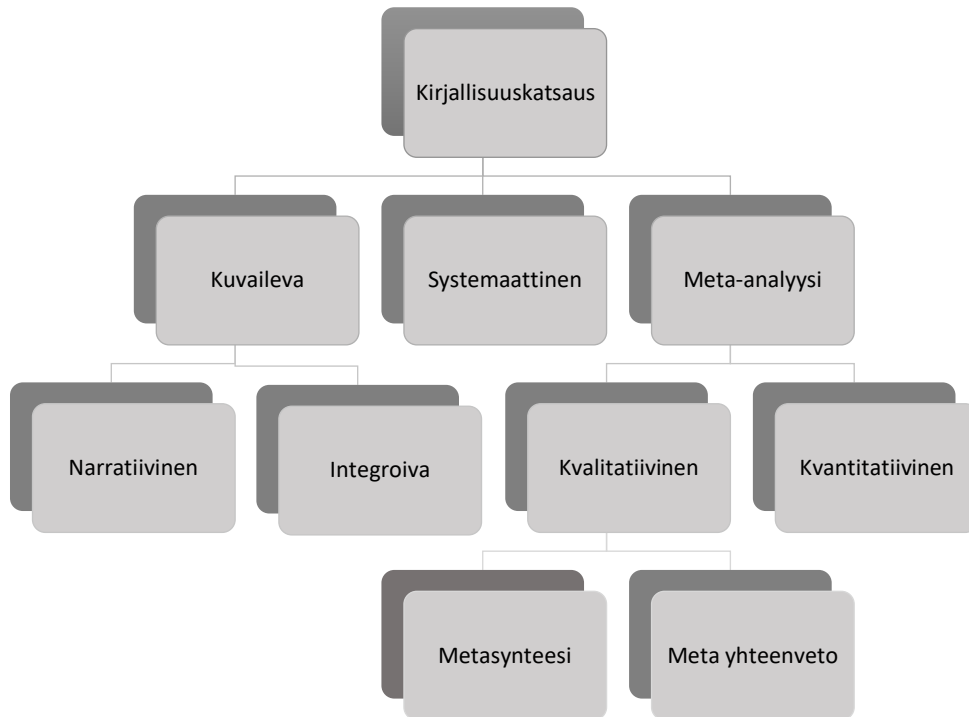 Kirjallisuuskatsaus
Kuvaileva
Systemaattinen
Meta-analyysi
Narratiivinen
Integroiva
Kvalitatiivinen
Kvantitatiivinen
Metasynteesi
Meta yhteenveto